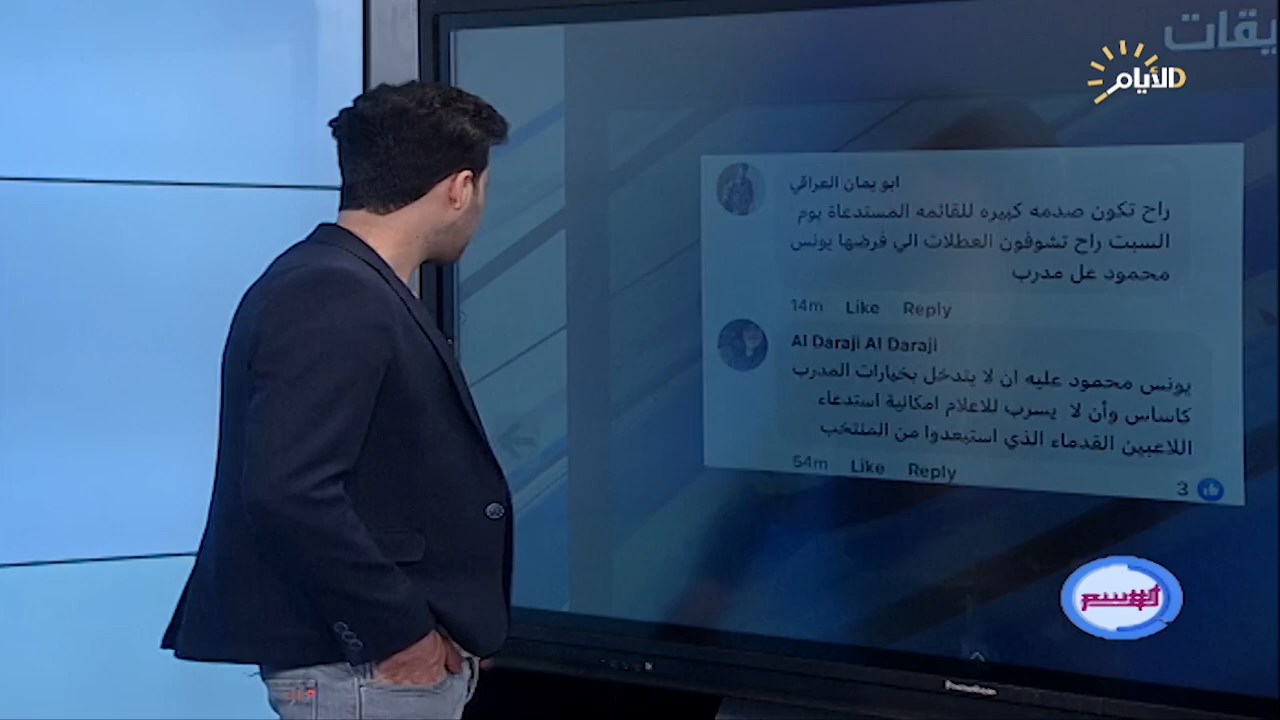 يقات
الأيام
ابو يمان العراقي
راح تكون صدمه كبيره للقائمه المستدعاة يوم
السبت راح تشوفون العطلات الي فرضها يونس
محمود عل مدرب
14m Like Reply
Al Daraji Al Daraji
يونس محمود عليه ان لا يتدخل بخيارات المدرب
كاساس وأن لا يسرب للاعلام امكانية استدعاء
اللاعبين القدماء الذي استبعدوا من المنتخب
54m Like Reply
3